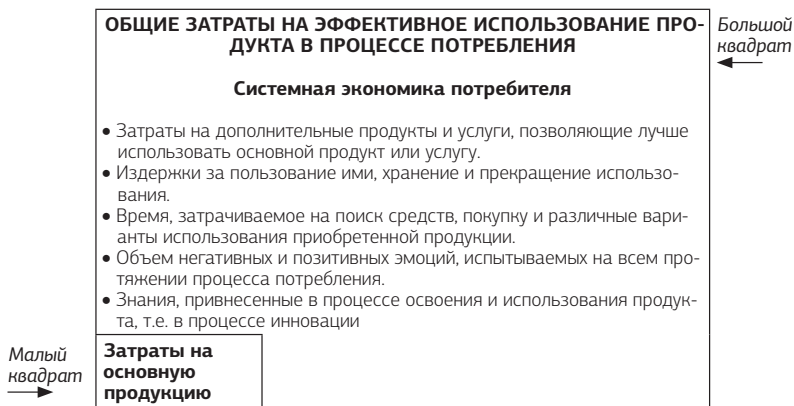 ОБЩИЕ ЗАТРАТЫ НА ЭФФЕКТИВНОЕ ИСПОЛЬЗОВАНИЕ ПРО-
ДУКТА В ПРОЦЕССЕ ПОТРЕБЛЕНИЯ
Большой
квадрат
Системная экономика потребителя
• Затраты на дополнительные продукты и услуги, позволяющие лучше
использовать основной продукт или услугу.
• Издержки за пользование ими, хранение и прекращение использо-
вания.
• Время, затрачиваемое на поиск средств, покупку и различные вари-
анты использования приобретенной продукции.
• Объем негативных и позитивных эмоций, испытываемых на всем про-
тяжении процесса потребления.
• Знания, привнесенные в процессе освоения и использования продук-
та, т.е. в процессе инновации
Малый
квадрат
Затраты на
основную
продукцию